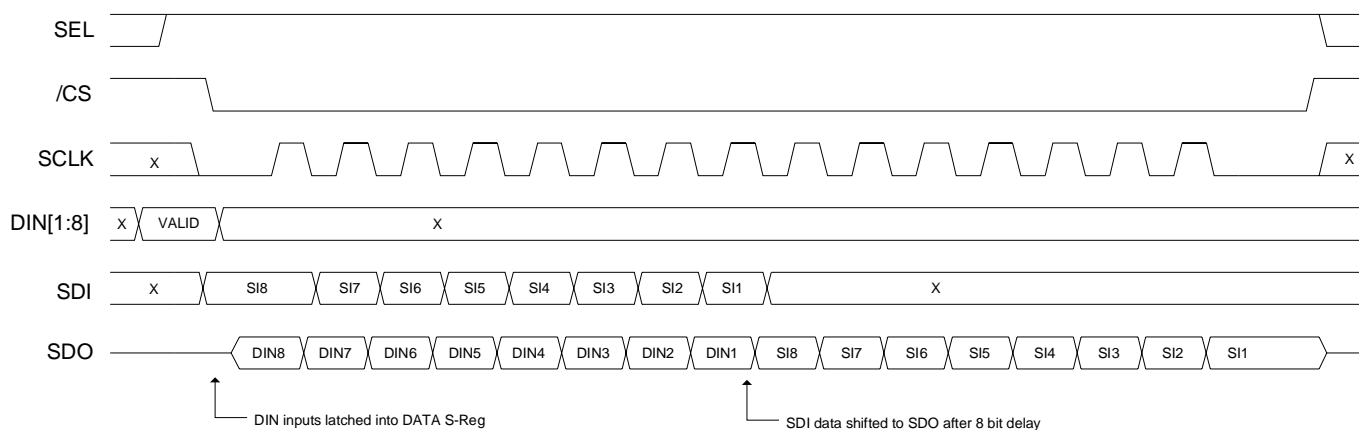 SEL
/CS
SCLK X X
DIN[1:8] X VALID X
SDI X SI8 SI7 SI6 SI5 SI4 SI3 SI2 SI1 X
SDO DIN8 DIN7 DIN6 DIN5 DIN4 DIN3 DIN2 DIN1 SI8 SI7 SI6 SI5 SI4 SI3 SI2 SI1
DIN inputs latched into DATA S-Reg SDI data shifted to SDO after 8 bit delay